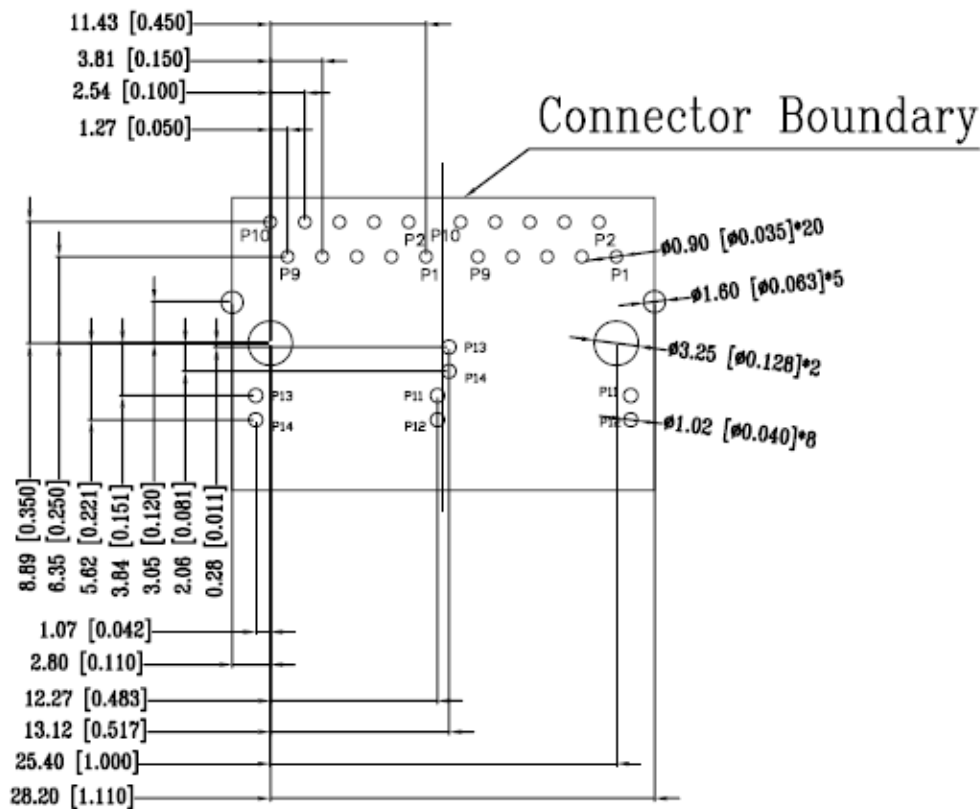 11.43 [0.450]
3.81 [0.150]
2.54 [0.100]
1.27 [0.050]
Connector Boundary
P10
P2
P10
P2
P9
P1
P9
P1
ø0.90 [ø0.035]*20
ø1.60 [ø0.063]*5
ø3.25 [ø0.128]*2
P13
P14
P13
P11
P11
P14
P12
P12
ø1.02 [ø0.040]*8
8.89 [0.350]
6.35 [0.250]
5.62 [0.221]
3.84 [0.151]
3.05 [0.120]
2.06 [0.081]
0.28 [0.011]
1.07 [0.042]
2.80 [0.110]
12.27 [0.483]
13.12 [0.517]
25.40 [1.000]
28.20 [1.110]